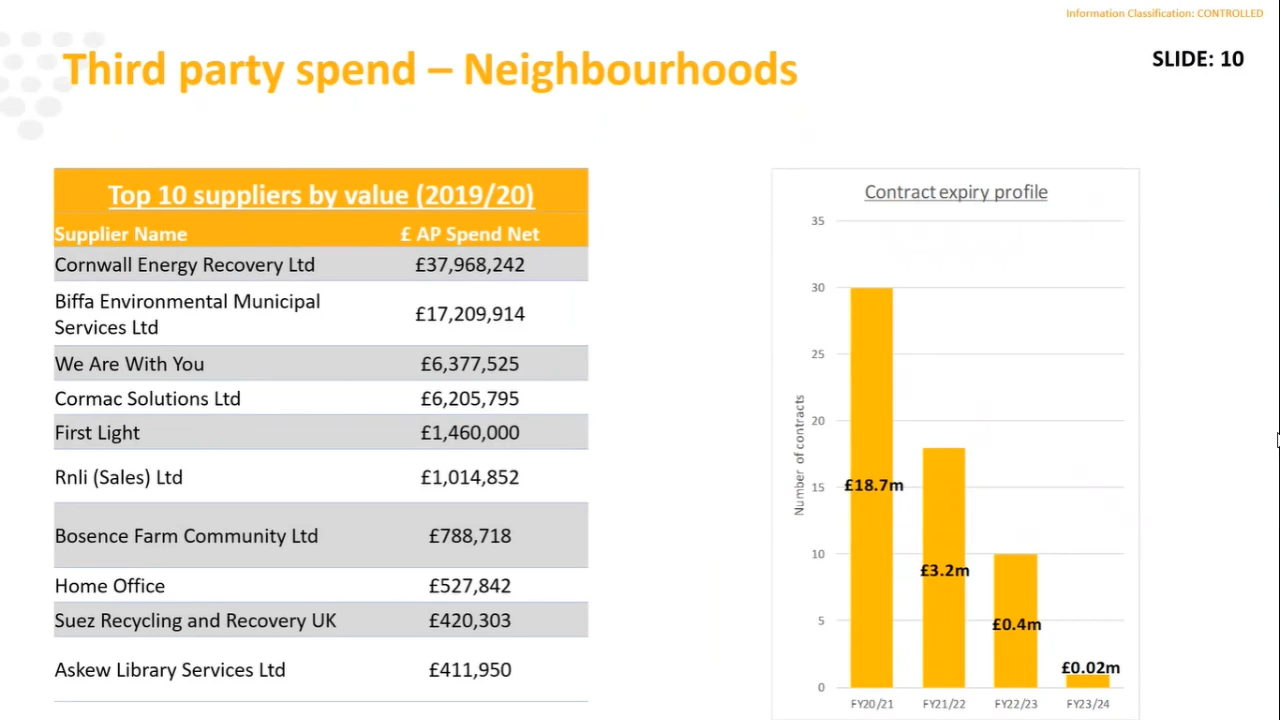 Information Classification: CONTROLLED
Third party spend – Neighbourhoods
SLIDE: 10
Top 10 suppliers by value (2019/20)
Supplier Name £ AP Spend Net
Cornwall Energy Recovery Ltd £37,968,242
Biffa Environmental Municipal
Services Ltd £17,209,914
We Are With You £6,377,525
Cormac Solutions Ltd £6,205,795
First Light £1,460,000
Rnli (Sales) Ltd £1,014,852
Bosence Farm Community Ltd £788,718
Home Office £527,842
Suez Recycling and Recovery UK £420,303
Askew Library Services Ltd £411,950
Contract expiry profile
35
30
25
20
15
10
5
0
Number of contracts
£18.7m
£3.2m
£0.4m
£0.02m
FY20/21 FY21/22 FY22/23 FY23/24